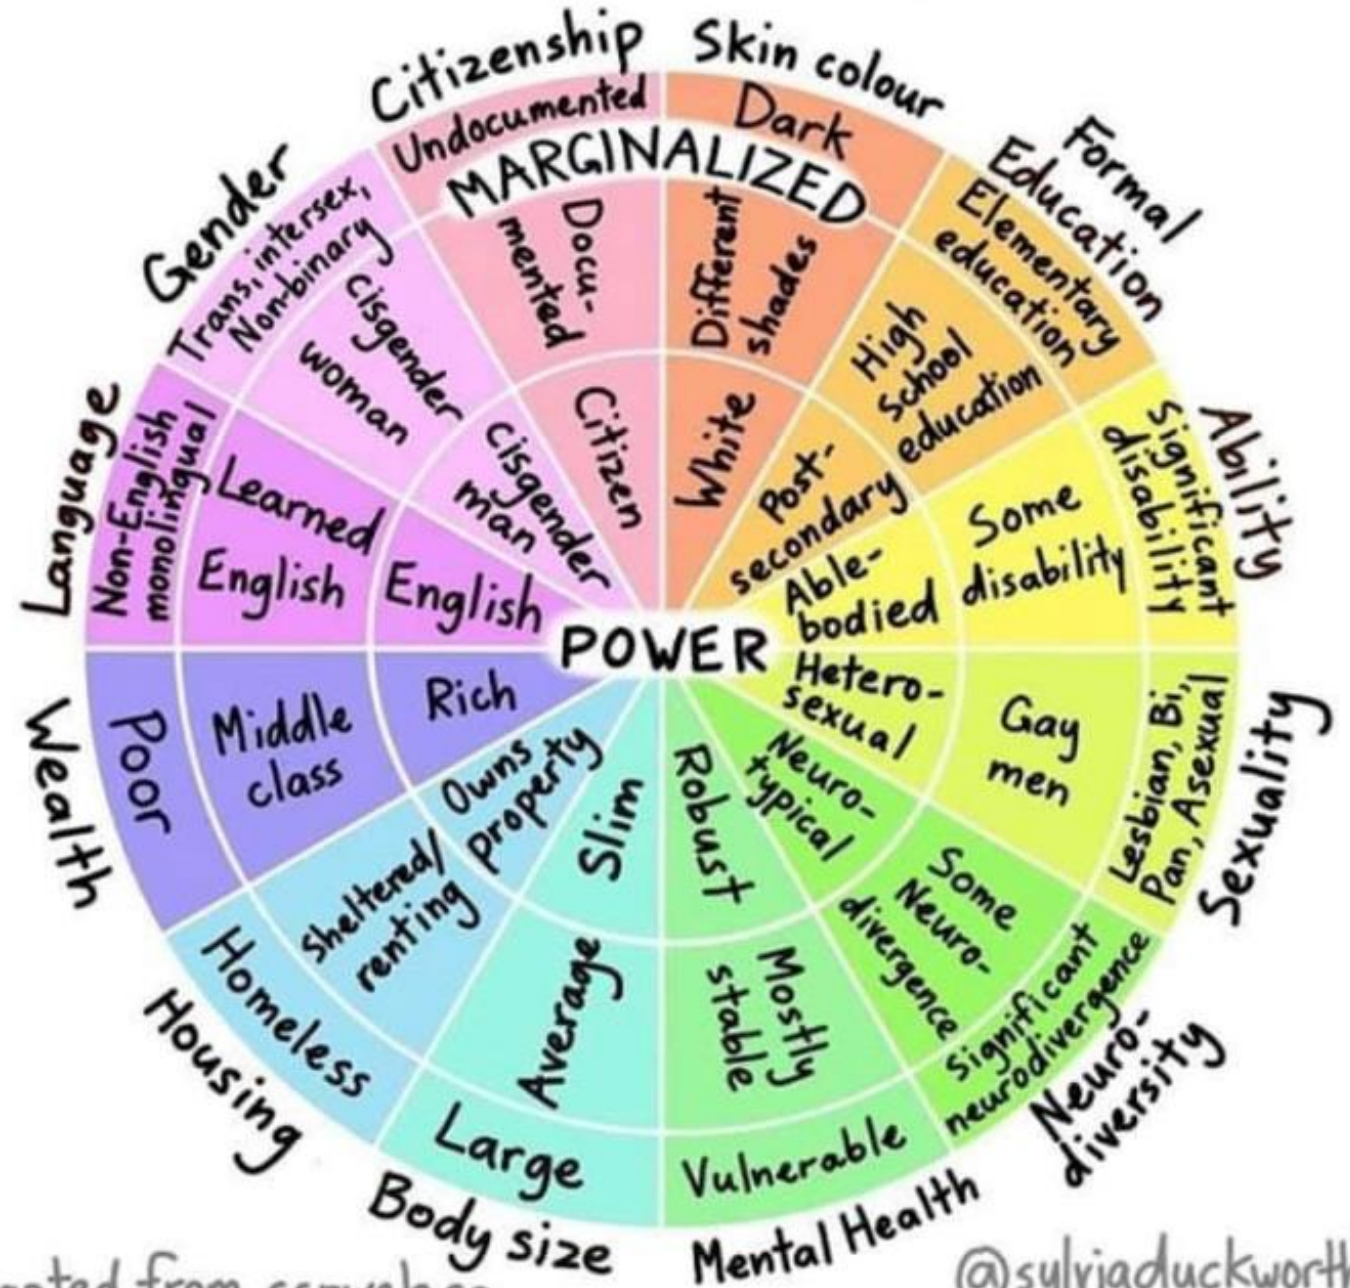 Citizenship
Undocumented
Docu-
mented
Citizen
Skin colour
Dark
Different
shades
White
Formal
Education
Elementary
education
High
school
education
Post-
secondary
Ability
Significant
disability
Some
disability
Able-
bodied
Sexuality
Lesbian, Bi,
Pan, Asexual
Gay
men
Hetero-
sexual
Neuro-
diversity
Significant
neurodivergence
Some
Neuro-
divergence
Neuro-
typical
Mental Health
Vulnerable
Mostly
stable
Robust
Body size
Large
Average
Slim
Housing
Homeless
Sheltered/
renting
Owns
property
Wealth
Poor
Middle
class
Rich
Language
Non-English
monolingual
Learned
English
English
Gender
Trans, intersex,
Non-binary
cisgender
woman
cisgender
man
MARGINALIZED
POWER
from
@sylviaduckworth